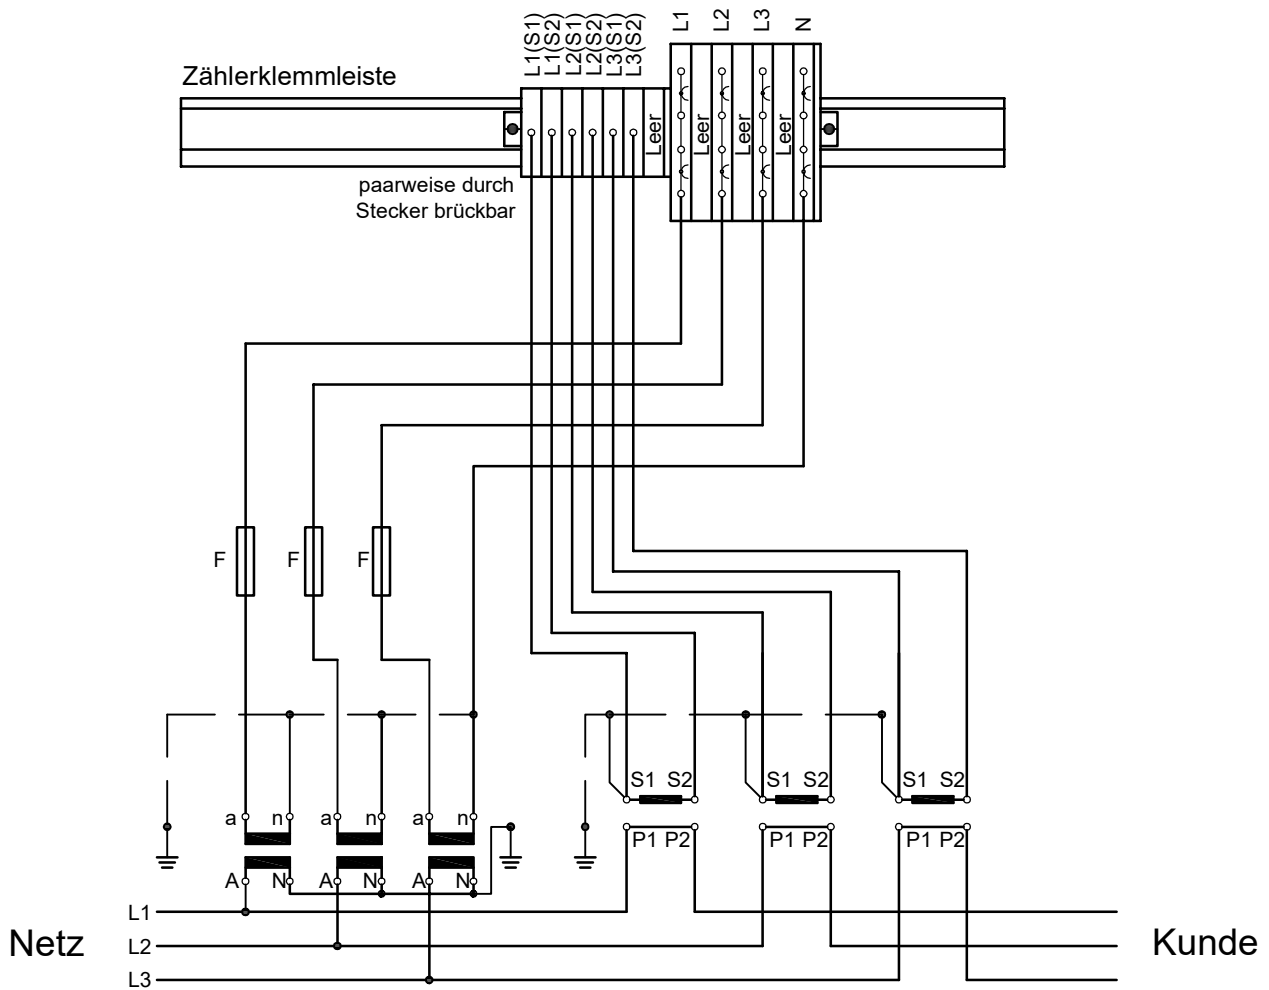 L1(S1)
L1(S2)
L2(S1)
L2(S2)
L3(S1)
L3(S2)
L1
L2
L3
N
Zählerklemmleiste
Leer
Leer
Leer
Leer
paarweise durch
Stecker brückbar
F
F
F
S1 S2
S1 S2
S1 S2
a n
a n
a n
P1 P2
P1 P2
P1 P2
A N
A N
A N
L1
Netz
L2
Kunde
L3